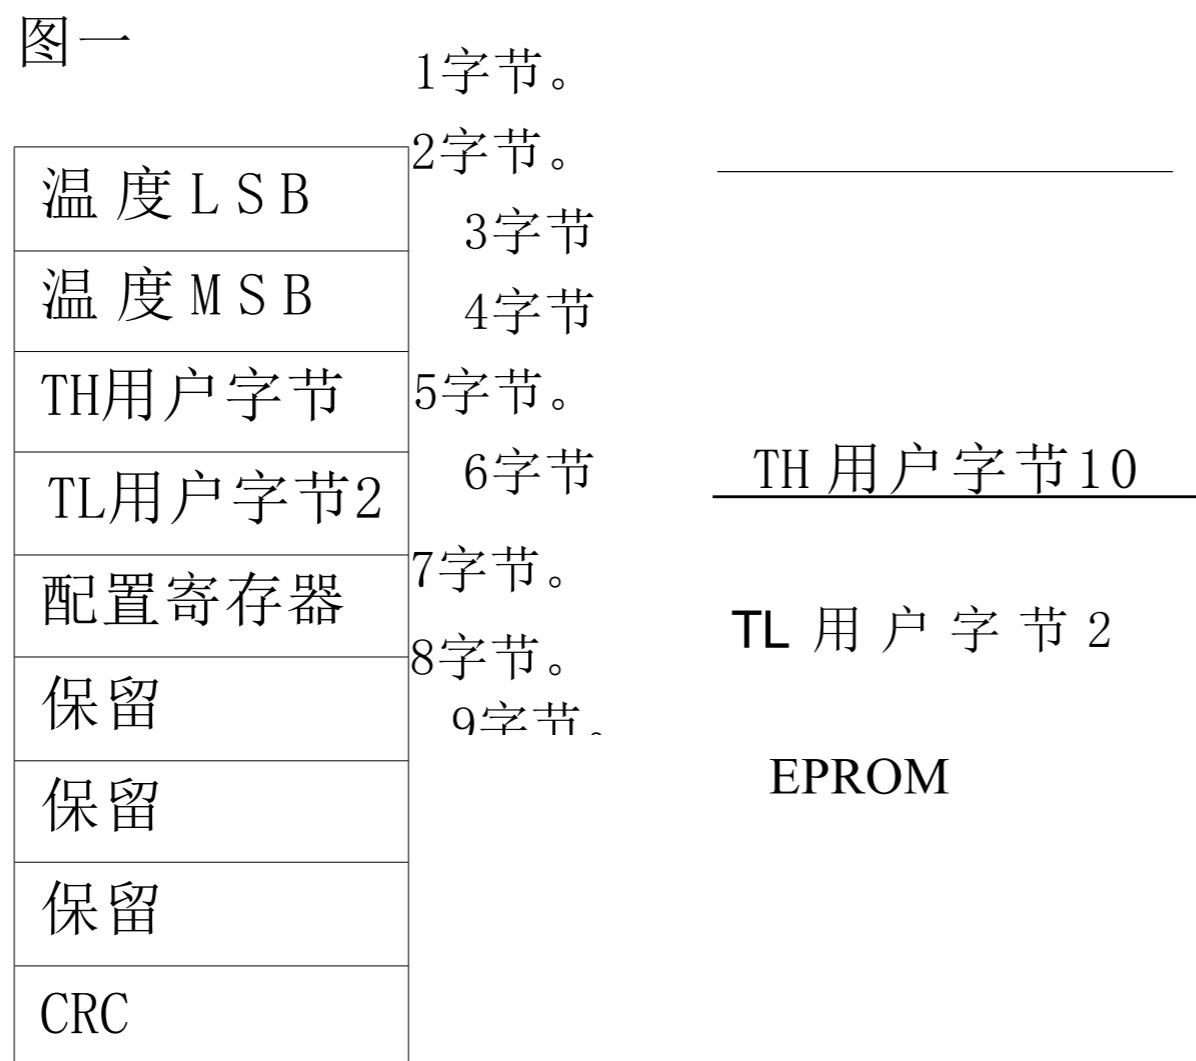 图一
1字节。
2字节。
3字节
4字节
5字节。
6字节
7字节。
8字节。
9字节。
温度LSB
温度MSB
TH用户字节
TL用户字节2
配置寄存器
保留
保留
保留
CRC
TH用户字节10
TL用户字节2
EPROM